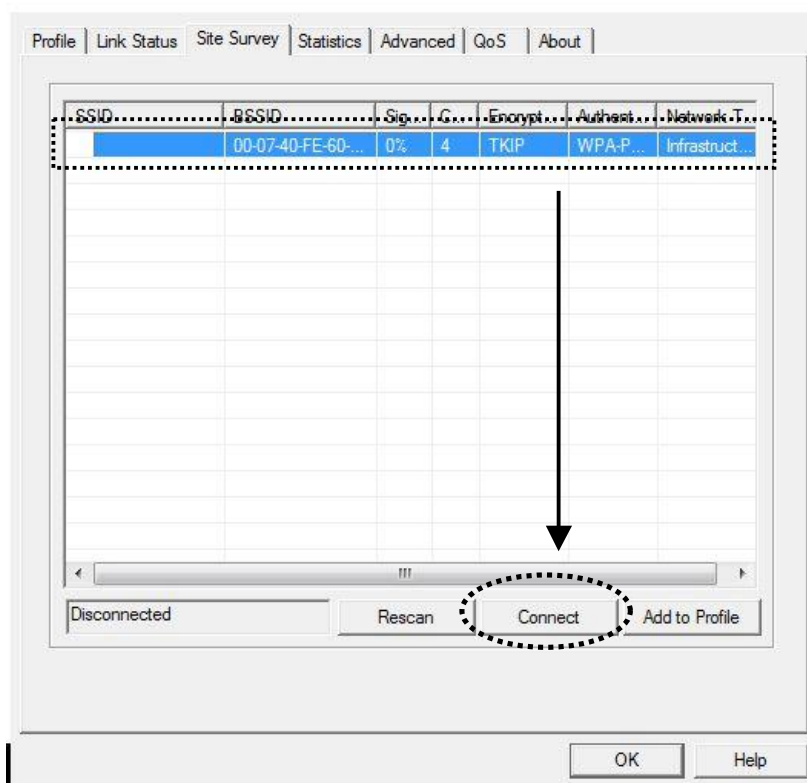 Profile Link Status Site Survey Statistics Advanced QoS About
SSID BSSID Sig... C... Encrypt... Authent... Network T...
00-07-40-FE-60-... 0% 4 TKIP WPA-P... Infrastruct...
Disconnected Rescan Connect Add to Profile
OK Help